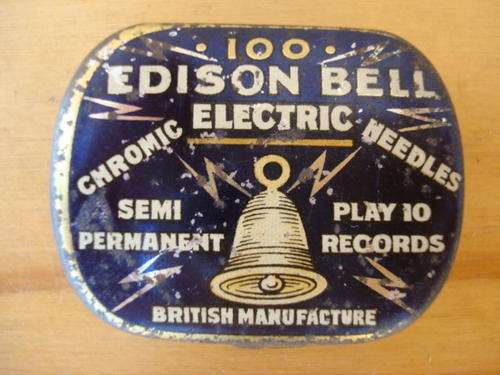 · 100 ·
EDISON BELL
ELECTRIC
CHROMIC NEEDLES
SEMI PERMANENT
PLAY 10 RECORDS
BRITISH MANUFACTURE